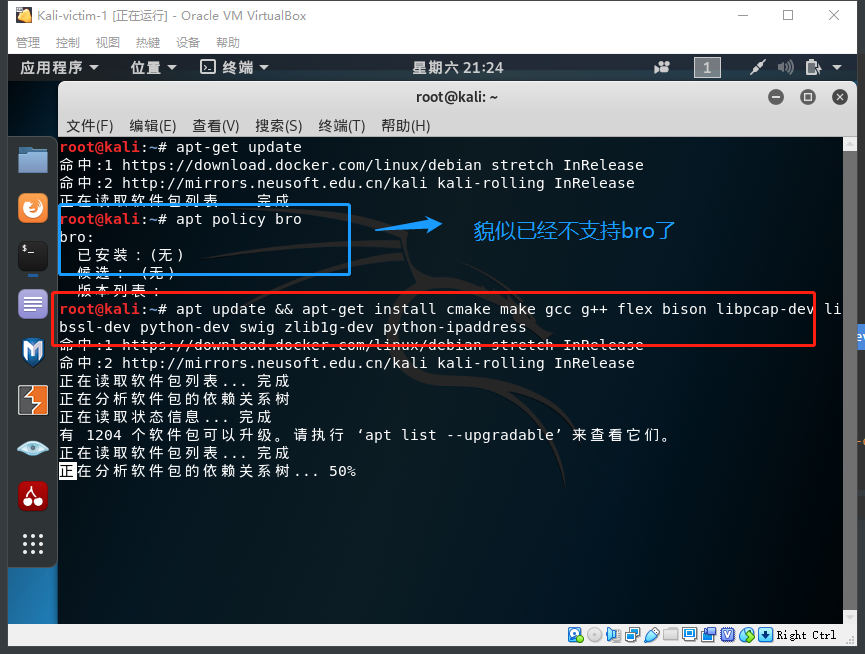 Kali-victim-1 [正在运行] - Oracle VM VirtualBox
管理 控制 视图 热键 设备 帮助
应用程序 位置 终端 星期六 21:24 1
root@kali: ~
文件(F) 编辑(E) 查看(V) 搜索(S) 终端(T) 帮助(H)
root@kali:~# apt-get update
命中:1 https://download.docker.com/linux/debian stretch InRelease
命中:2 http://mirrors.neusoft.edu.cn/kali kali-rolling InRelease
正在读取软件包列表... 完成
root@kali:~# apt policy bro
bro:
已安装：(无)
候选： (无)
版本列表：
貌似已经不支持bro了
root@kali:~# apt update && apt-get install cmake make gcc g++ flex bison libpcap-dev li
bssl-dev python-dev swig zlib1g-dev python-ipaddress
命中:1 https://download.docker.com/linux/debian stretch InRelease
命中:2 http://mirrors.neusoft.edu.cn/kali kali-rolling InRelease
正在读取软件包列表... 完成
正在分析软件包的依赖关系树
正在读取状态信息... 完成
有 1204 个软件包可以升级。请执行 ‘apt list --upgradable’ 来查看它们。
正在读取软件包列表... 完成
正在分析软件包的依赖关系树... 50%
Right Ctrl